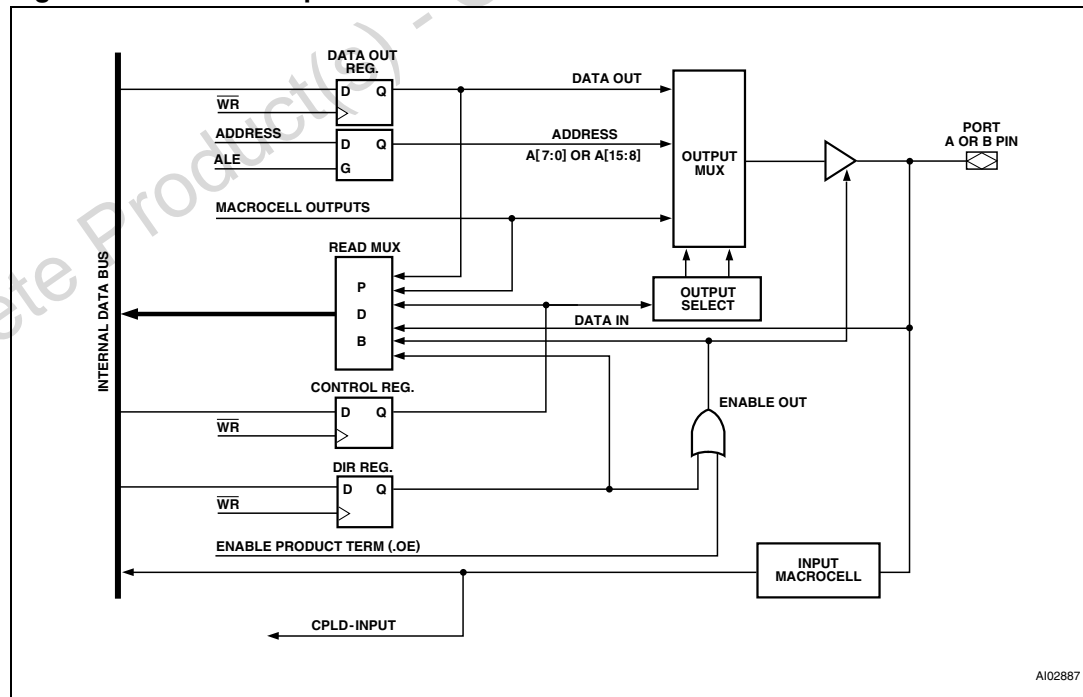 DATA OUT
REG.
DATA OUT
D Q
WR
ADDRESS
D Q
ADDRESS
A[7:0] OR A[15:8]
ALE
G
OUTPUT
MUX
PORT
A OR B PIN
MACROCELL OUTPUTS
READ MUX
P
D
B
OUTPUT
SELECT
DATA IN
INTERNAL DATA BUS
CONTROL REG.
D Q
WR
ENABLE OUT
DIR REG.
D Q
WR
ENABLE PRODUCT TERM (.OE)
INPUT
MACROCELL
CPLD-INPUT
AI02887
ete Product(s) -